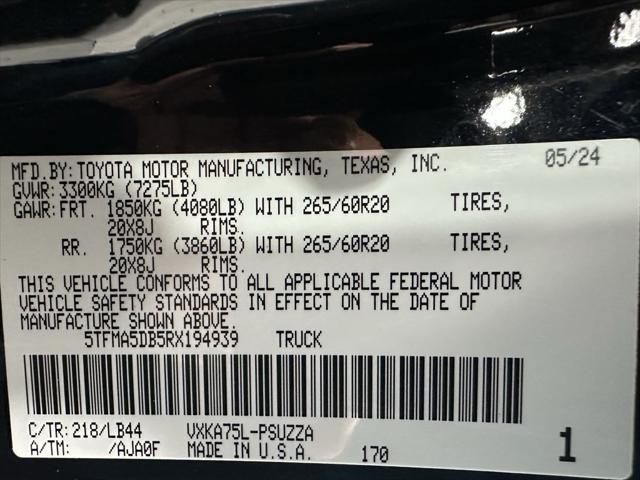 MFD.BY: TOYOTA MOTOR MANUFACTURING, TEXAS, INC. 05/24
GVWR: 3300KG (7275LB)
GAWR: FRT. 1850KG (4080LB) WITH 265/60R20 TIRES,
20X8J RIMS.
RR. 1750KG (3860LB) WITH 265/60R20 TIRES,
20X8J RIMS.
THIS VEHICLE CONFORMS TO ALL APPLICABLE FEDERAL MOTOR
VEHICLE SAFETY STANDARDS IN EFFECT ON THE DATE OF
MANUFACTURE SHOWN ABOVE.
5TFMA5DB5RX194939 TRUCK
C/TR: 218/LB44 VXKA75L-PSUZZA
A/TM: /AJA0F MADE IN U.S.A. 170 1